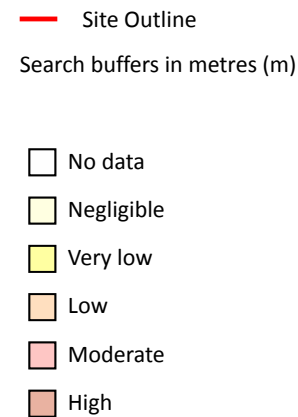 Site Outline
Search buffers in metres (m)
No data
Negligible
Very low
Low
Moderate
High